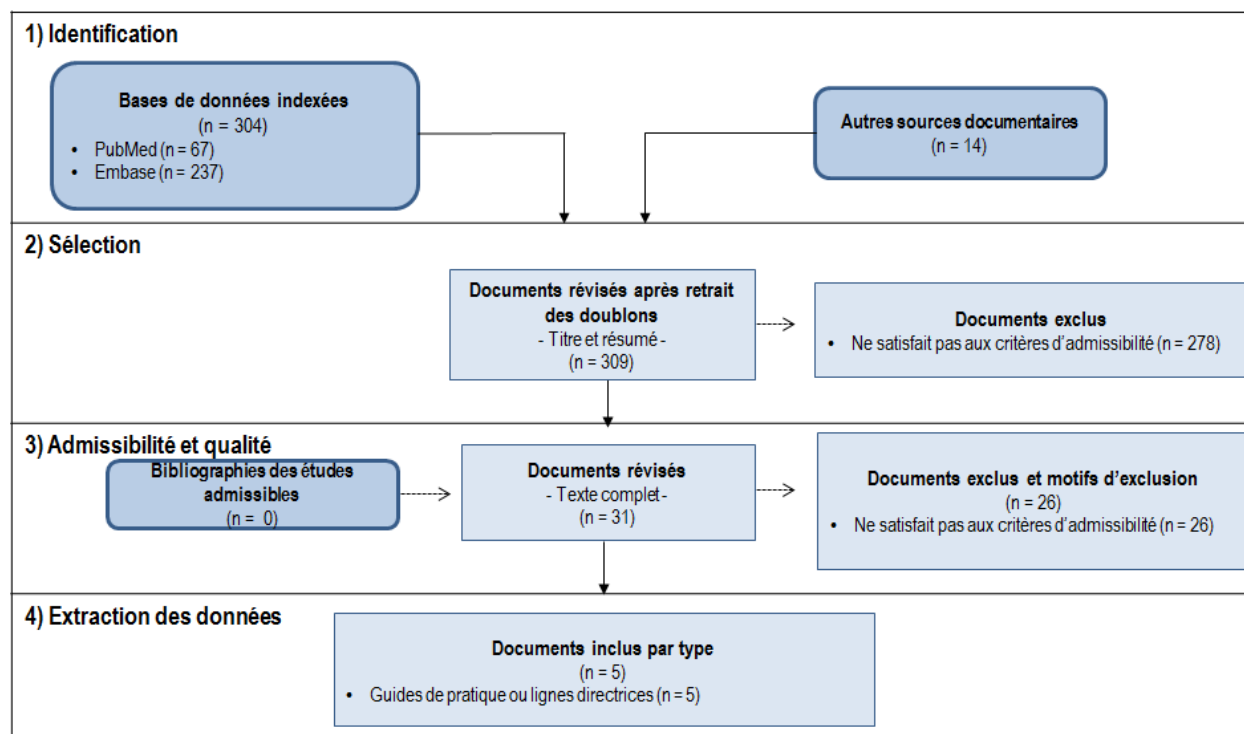 1) Identification
Bases de données indexées
(n = 304)
• PubMed (n = 67)
• Embase (n = 237)
Autres sources documentaires
(n = 14)
2) Sélection
Documents révisés après retrait
des doublons
- Titre et résumé -
(n = 309)
Documents exclus
• Ne satisfait pas aux critères d'admissibilité (n = 278)
3) Admissibilité et qualité
Bibliographies des études
admissibles
(n = 0)
Documents révisés
- Texte complet -
(n = 31)
Documents exclus et motifs d'exclusion
(n = 26)
• Ne satisfait pas aux critères d'admissibilité (n = 26)
4) Extraction des données
Documents inclus par type
(n = 5)
• Guides de pratique ou lignes directrices (n = 5)